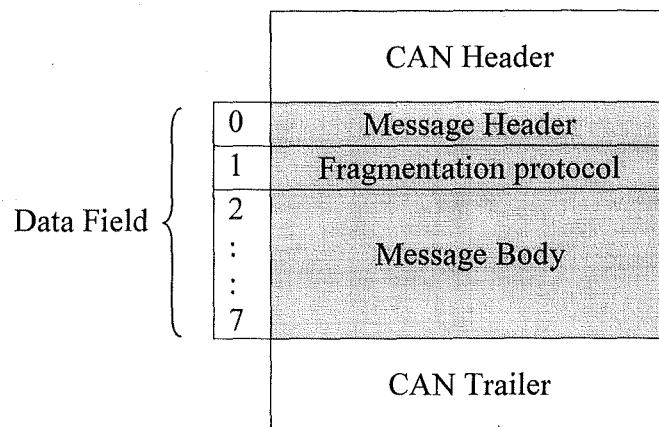 CAN Header
0 Message Header
1 Fragmentation protocol
Data Field
2
:
:
7
Message Body
CAN Trailer